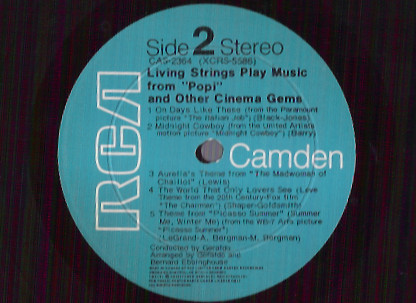 Side 2 Stereo
CAS-2364 (XCRS-5586)
Living Strings Play Music
from "Popi"
and Other Cinema Gems
1 On Days Like These (from the Paramount
picture "The Italian Job") (Black-Jones)
2 Midnight Cowboy (from the United Artists
motion picture "Midnight Cowboy") (Barry)
RCA
Camden
3 Aurelia's Theme from "The Madwoman of
Chaillot" (Lewis)
4 The World That Only Lovers See (Love
Theme from the 20th Century-Fox film
"The Chairman") (Shaper-Goldsmith)
5 Theme from "Picasso Summer" (Summer
Me, Winter Me) (from the WB/7 Arts picture
"Picasso Summer")
(LeGrand-A. Bergman-M. Bergman)
Conducted by Geraldo
Arranged by Geraldo and
Bernard Ebbinghouse